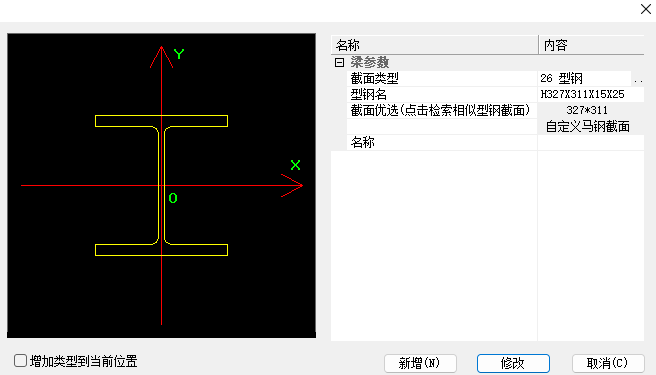 Y
X
O
名称 内容
梁参数
截面类型 26 型钢 ..
型钢名 H327X311X15X25
截面优选(点击检索相似型钢截面) 327*311
自定义马钢截面
名称
增加类型到当前位置
新增(N) 修改 取消(C)